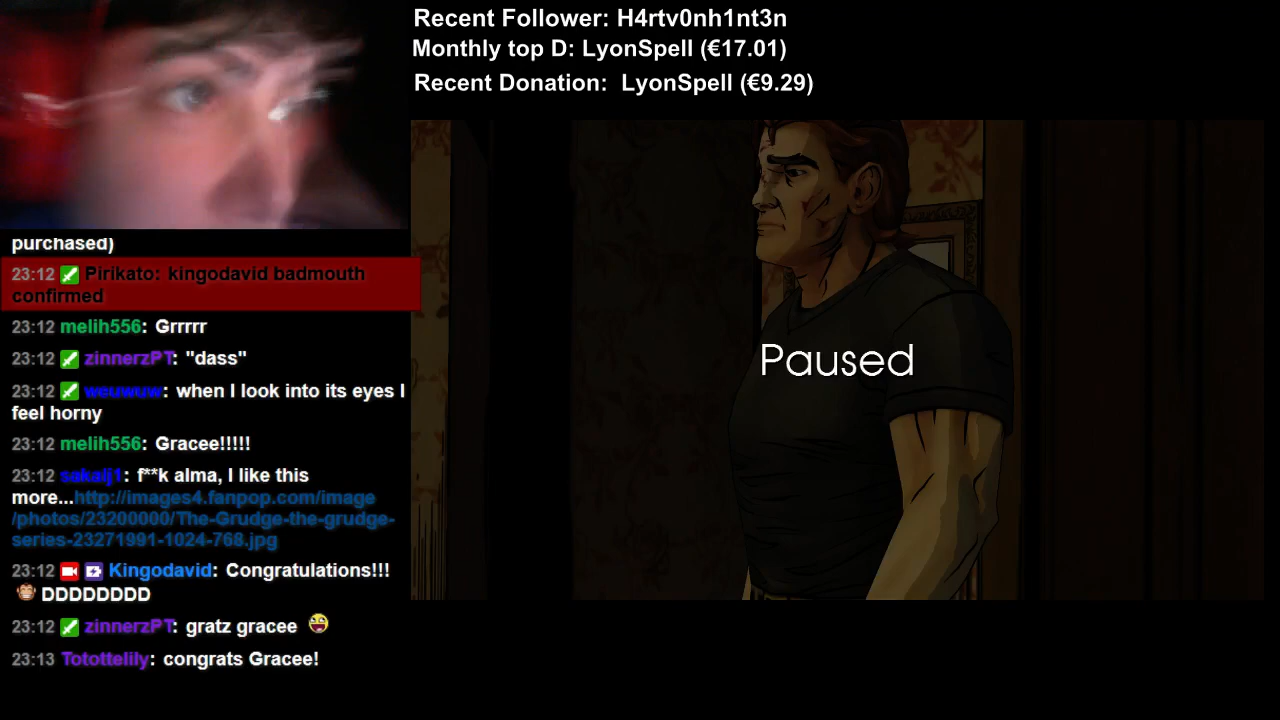 Recent Follower: H4rtv0nh1nt3n
Monthly top D: LyonSpell (€17.01)
Recent Donation: LyonSpell (€9.29)
purchased)
23:12 Pirikato: kingodavid badmouth
confirmed
23:12 melih556: Grrrrr
23:12 zinnerzPT: "dass"
23:12 wcuwuw: when I look into its eyes I
feel horny
23:12 melih556: Gracee!!!!!
23:12 sakalj1: f**k alma, I like this
more...http://images4.fanpop.com/image
/photos/23200000/The-Grudge-the-grudge-
series-23271991-1024-768.jpg
23:12 Kingodavid: Congratulations!!!
DDDDDDDD
23:12 zinnerzPT: gratz gracee
23:13 Totottelily: congrats Gracee!
Paused